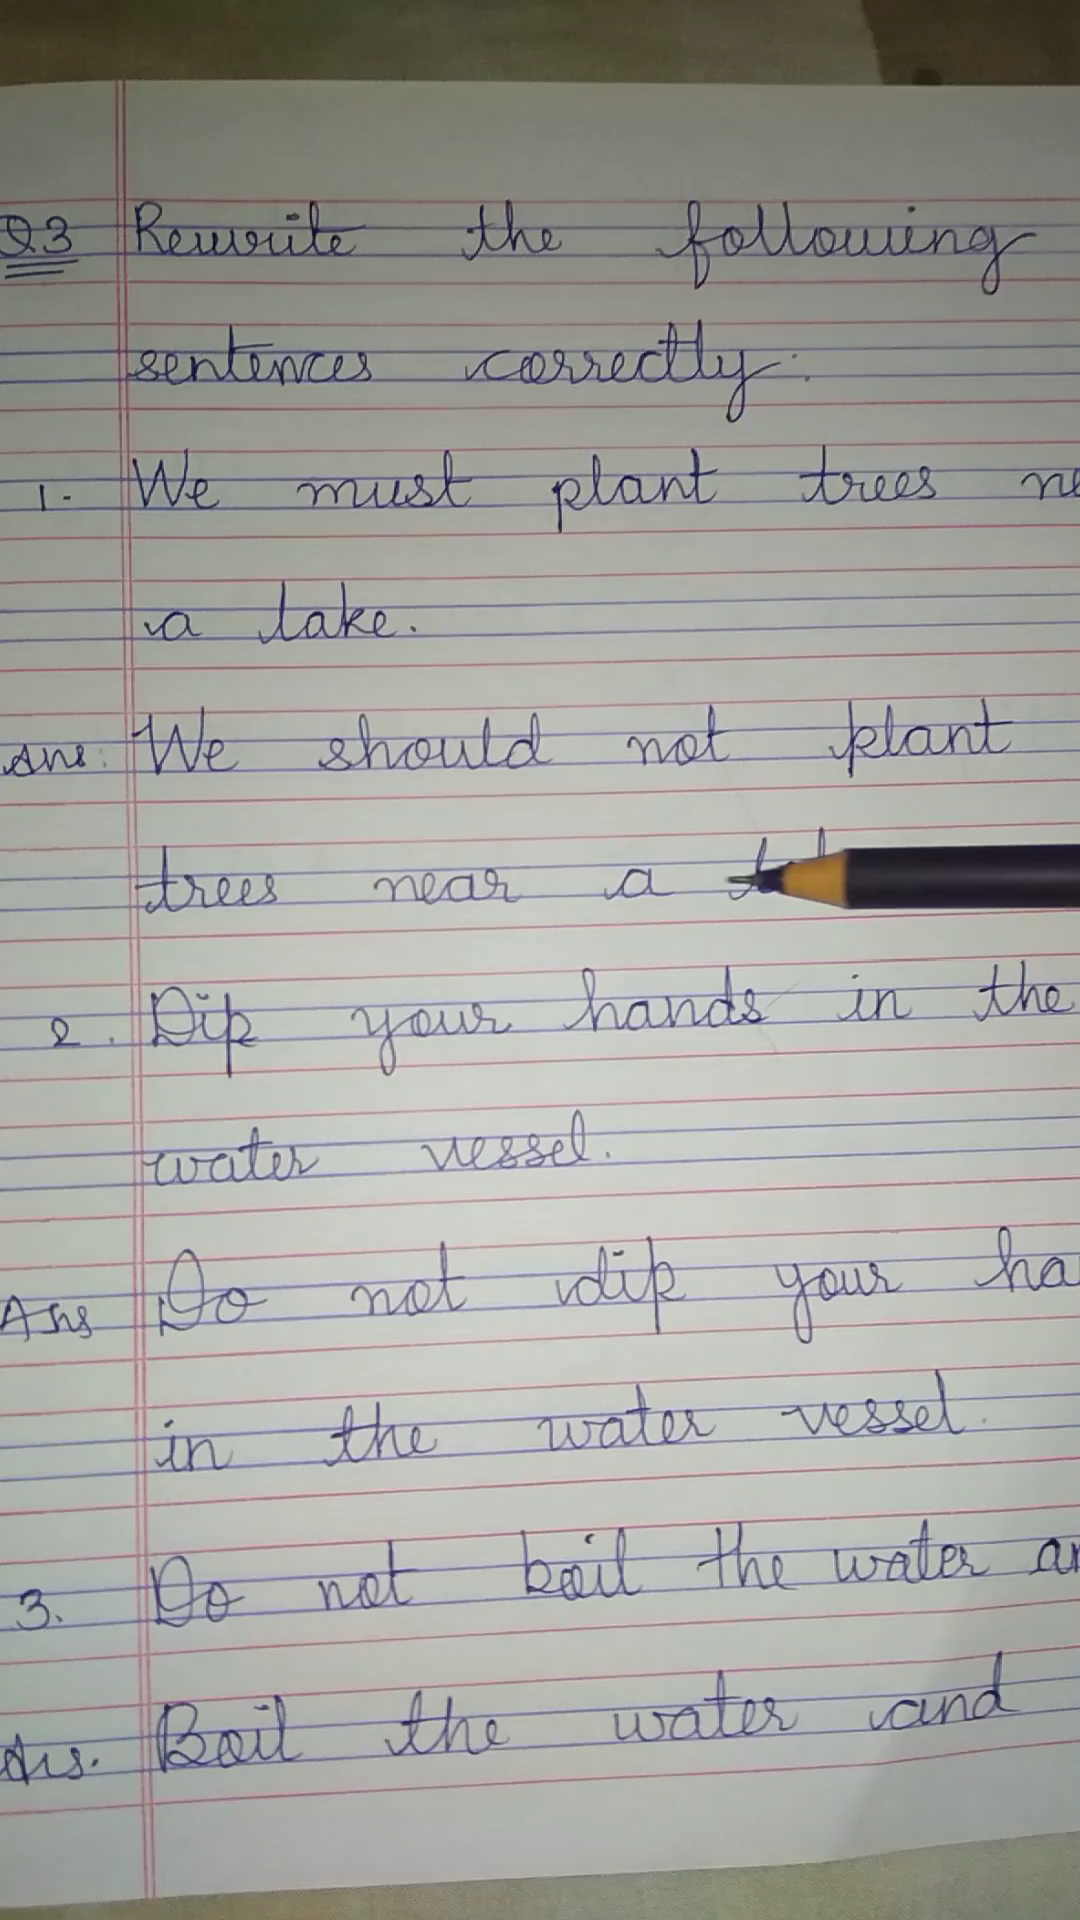 Q.3 Rewrite the following
sentences correctly.
1. We must plant trees
a take.
Ans: We should not plant
trees near a
2. Dip your hands in the
water vessel.
Ans Do not dip your
in the water vessel.
3. Do not boil the water
Ans. Boil the water and